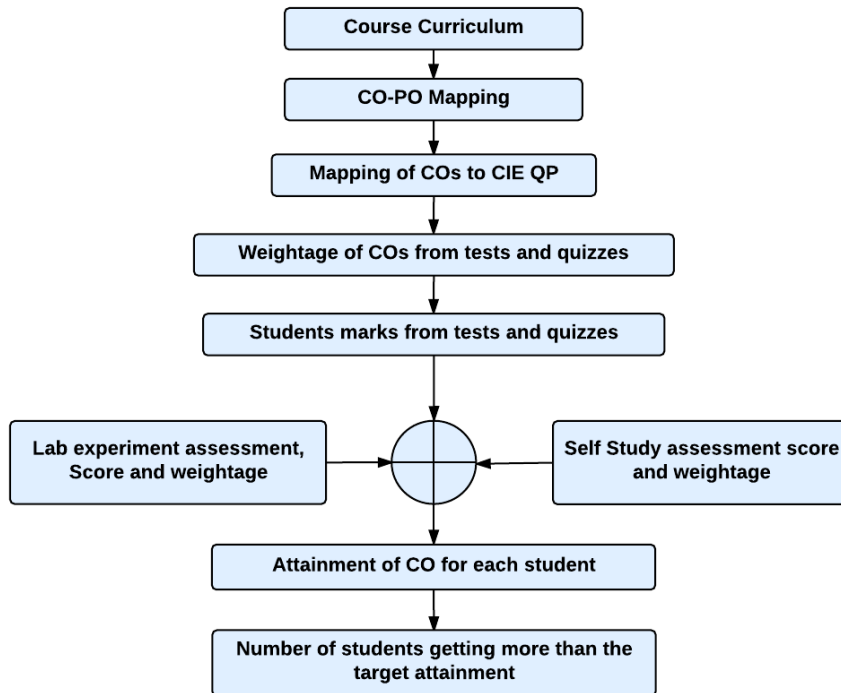 Course Curriculum
CO-PO Mapping
Mapping of COs to CIE QP
Weightage of COs from tests and quizzes
Students marks from tests and quizzes
Lab experiment assessment,
Score and weightage
Self Study assessment score
and weightage
Attainment of CO for each student
Number of students getting more than the
target attainment